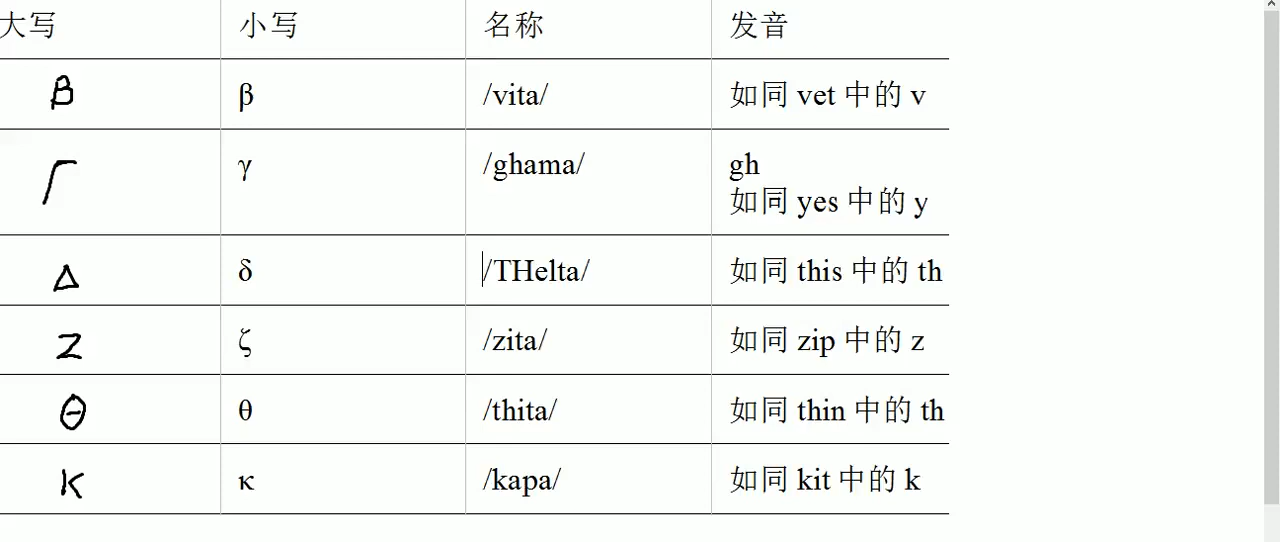 大写 小写 名称 发音
Β β /vita/ 如同 vet 中的 v
Γ γ /ghama/ gh
如同 yes 中的 y
Δ δ /THelta/ 如同 this 中的 th
Ζ ζ /zita/ 如同 zip 中的 z
Θ θ /thita/ 如同 thin 中的 th
Κ κ /kapa/ 如同 kit 中的 k